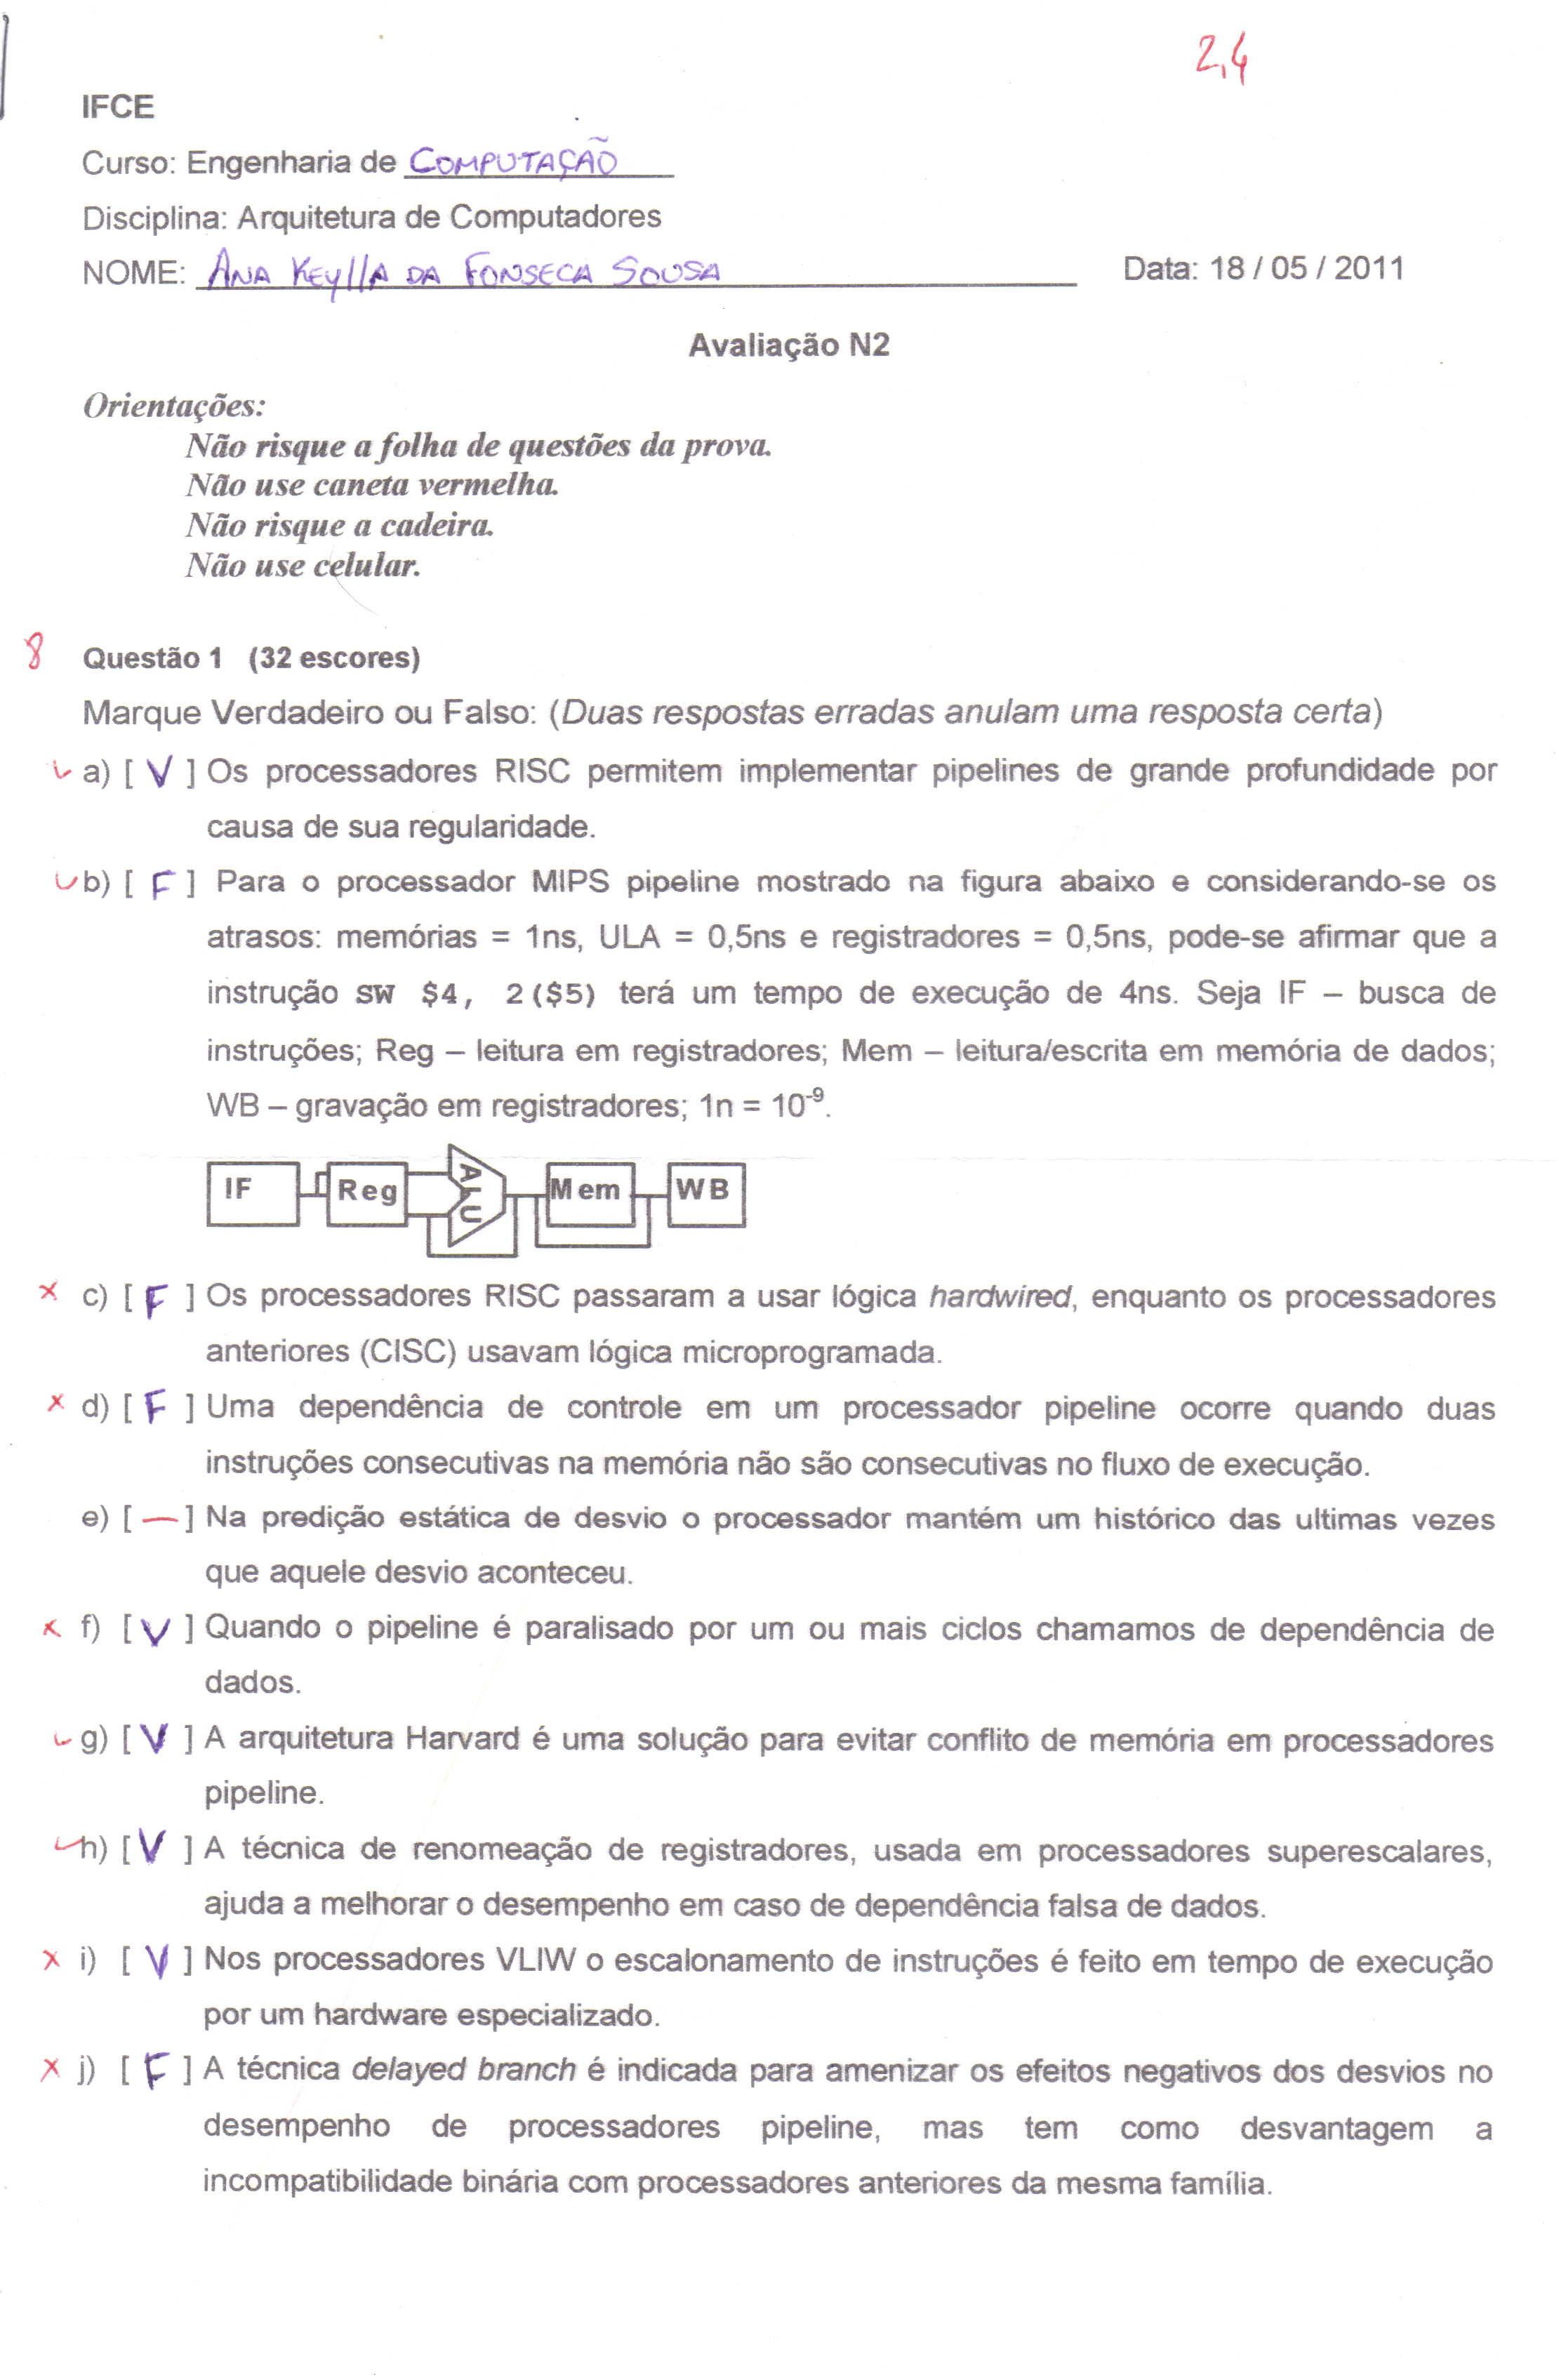 2,4
IFCE
Curso: Engenharia de COMPUTAÇÃO
Disciplina: Arquitetura de Computadores
NOME: ANA KEYLLA DA FONSECA SOUSA Data: 18 / 05 / 2011
Avaliação N2
Orientações:
Não risque a folha de questões da prova.
Não use caneta vermelha.
Não risque a cadeira.
Não use celular.
8 Questão 1 (32 escores)
Marque Verdadeiro ou Falso: (Duas respostas erradas anulam uma resposta certa)
a) [ V ] Os processadores RISC permitem implementar pipelines de grande profundidade por
causa de sua regularidade.
b) [ F ] Para o processador MIPS pipeline mostrado na figura abaixo e considerando-se os
atrasos: memórias = 1ns, ULA = 0,5ns e registradores = 0,5ns, pode-se afirmar que a
instrução SW $4, 2($5) terá um tempo de execução de 4ns. Seja IF – busca de
instruções; Reg – leitura em registradores; Mem – leitura/escrita em memória de dados;
WB – gravação em registradores; 1n = 10⁻⁹.
IF Reg ALU Mem WB
c) [ F ] Os processadores RISC passaram a usar lógica hardwired, enquanto os processadores
anteriores (CISC) usavam lógica microprogramada.
d) [ F ] Uma dependência de controle em um processador pipeline ocorre quando duas
instruções consecutivas na memória não são consecutivas no fluxo de execução.
e) [ — ] Na predição estática de desvio o processador mantém um histórico das ultimas vezes
que aquele desvio aconteceu.
f) [ V ] Quando o pipeline é paralisado por um ou mais ciclos chamamos de dependência de
dados.
g) [ V ] A arquitetura Harvard é uma solução para evitar conflito de memória em processadores
pipeline.
h) [ V ] A técnica de renomeação de registradores, usada em processadores superescalares,
ajuda a melhorar o desempenho em caso de dependência falsa de dados.
i) [ V ] Nos processadores VLIW o escalonamento de instruções é feito em tempo de execução
por um hardware especializado.
j) [ F ] A técnica delayed branch é indicada para amenizar os efeitos negativos dos desvios no
desempenho de processadores pipeline, mas tem como desvantagem a
incompatibilidade binária com processadores anteriores da mesma família.